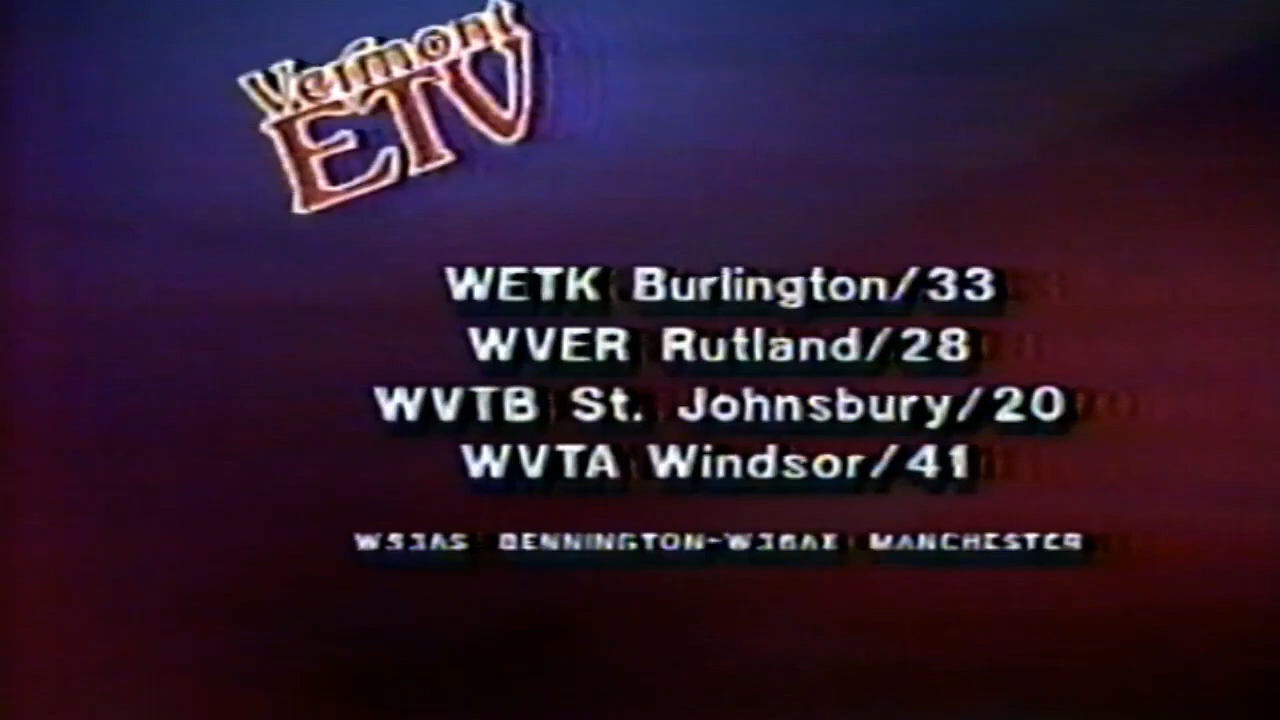 Vermont
ETV
WETK Burlington/33
WVER Rutland/28
WVTB St. Johnsbury/20
WVTA Windsor/41
BENNINGTON- MANCHESTER